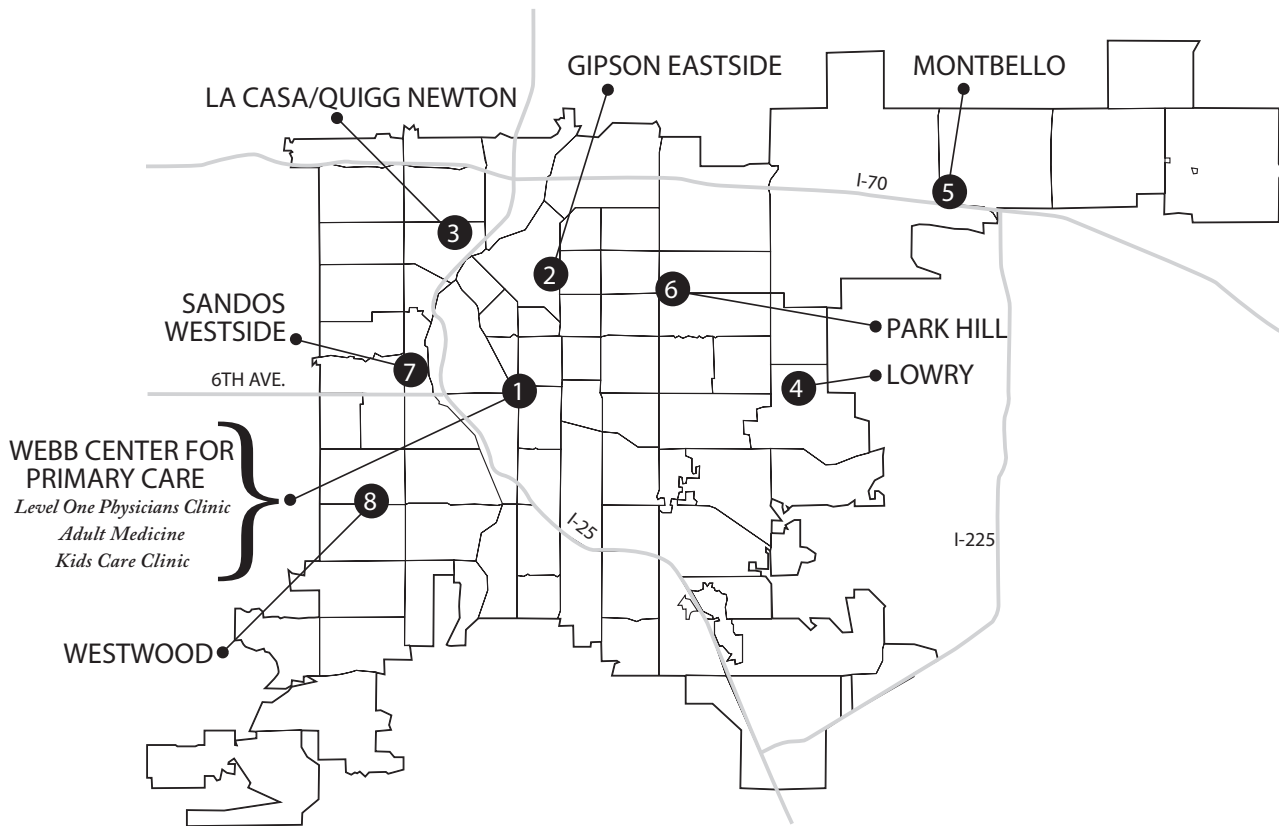 GIPSON EASTSIDE
MONTBELLO
LA CASA/QUIGG NEWTON
I-70
5
3
2
6
SANDOS
WESTSIDE
PARK HILL
7
6TH AVE.
LOWRY
4
1
WEBB CENTER FOR
PRIMARY CARE
Level One Physicians Clinic
Adult Medicine
Kids Care Clinic
8
I-25
I-225
WESTWOOD